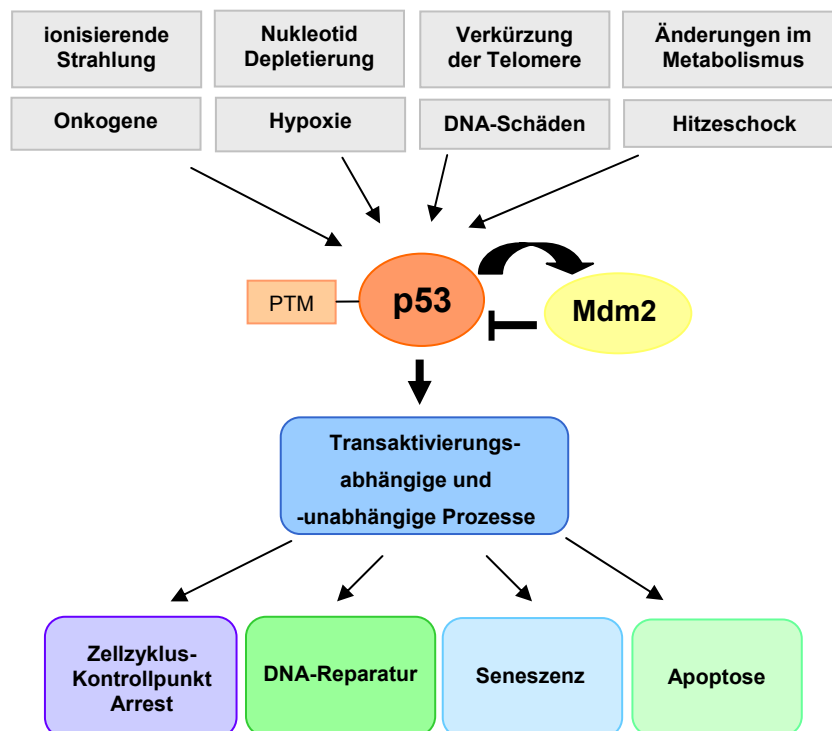 ionisierende
Strahlung
Nukleotid
Depletierung
Verkürzung
der Telomere
Änderungen im
Metabolismus
Onkogene
Hypoxie
DNA-Schäden
Hitzeschock
PTM
p53
Mdm2
Transaktivierungs-
abhängige und
-unabhängige Prozesse
Zellzyklus-
Kontrollpunkt
Arrest
DNA-Reparatur
Seneszenz
Apoptose